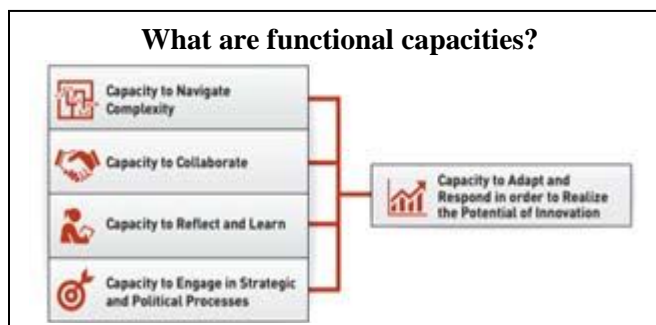 What are functional capacities?
Capacity to Navigate
Complexity
Capacity to Collaborate
Capacity to Reflect and Learn
Capacity to Engage in Strategic
and Political Processes
Capacity to Adapt and
Respond in order to Realize
the Potential of Innovation